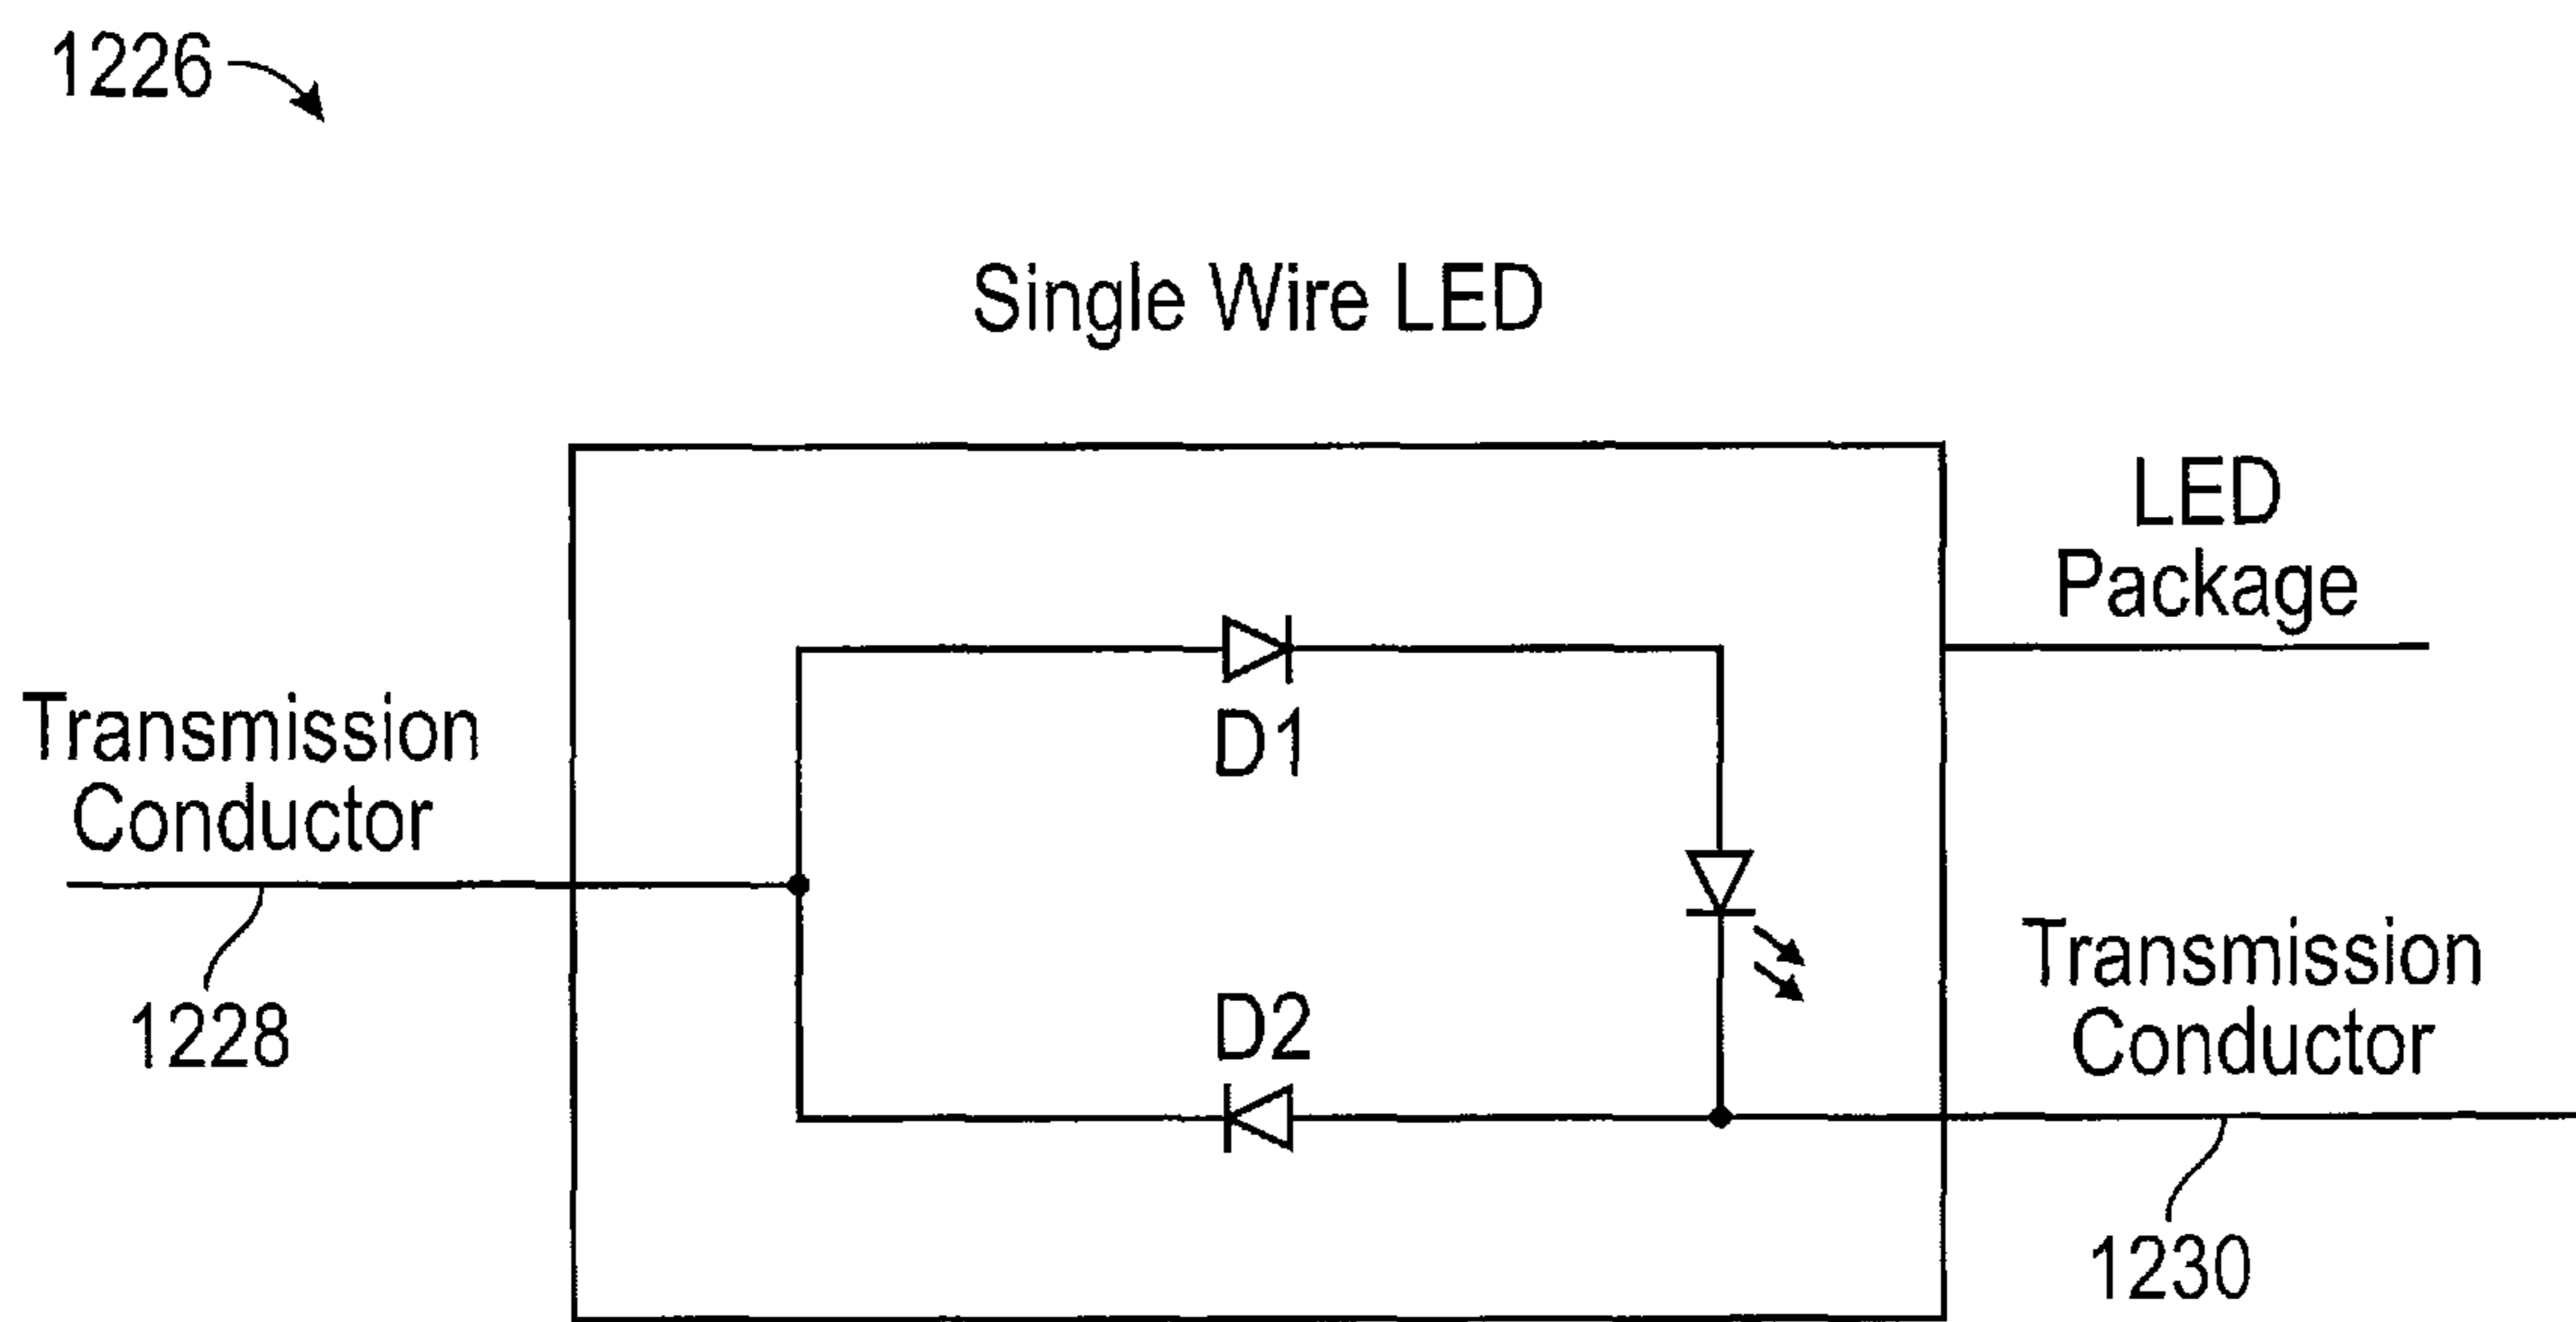 1226
Single Wire LED
LED
Package
Transmission
Conductor
D1
Transmission
Conductor
D2
1228
1230